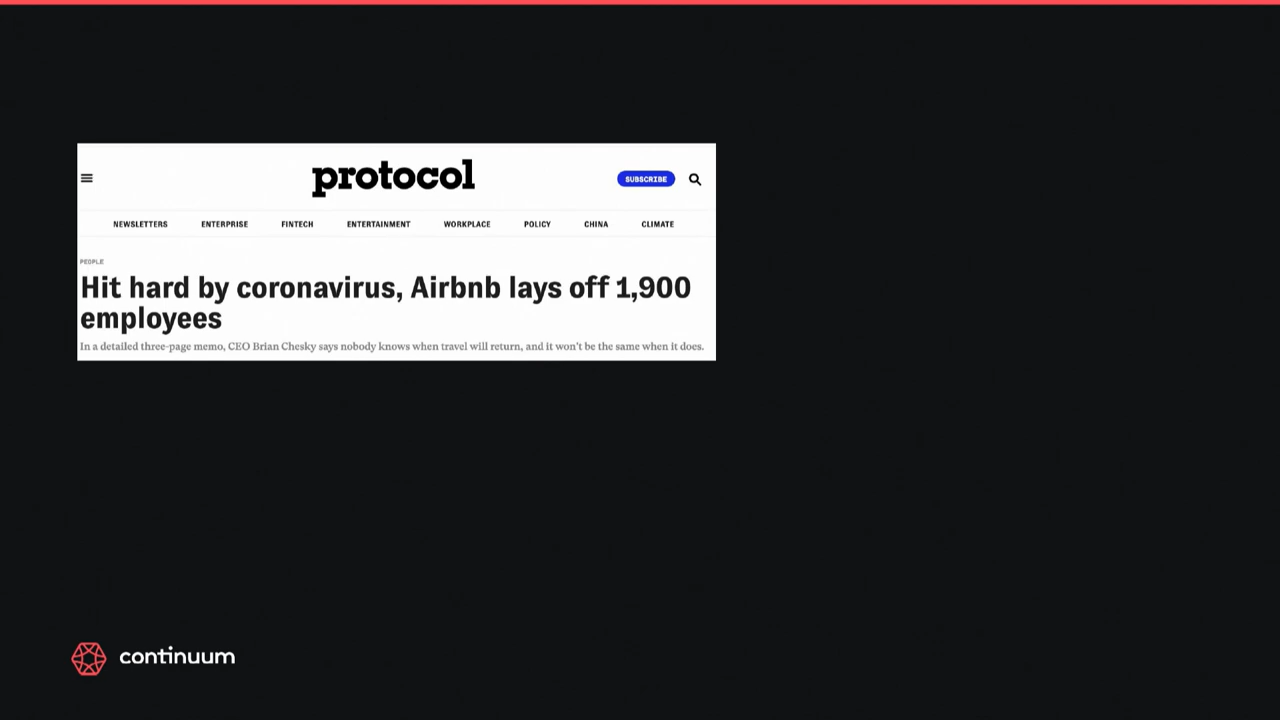 protocol
SUBSCRIBE
NEWSLETTERS ENTERPRISE FINTECH ENTERTAINMENT WORKPLACE POLICY CHINA CLIMATE
PEOPLE
Hit hard by coronavirus, Airbnb lays off 1,900
employees
In a detailed three-page memo, CEO Brian Chesky says nobody knows when travel will return, and it won't be the same when it does.
continuum